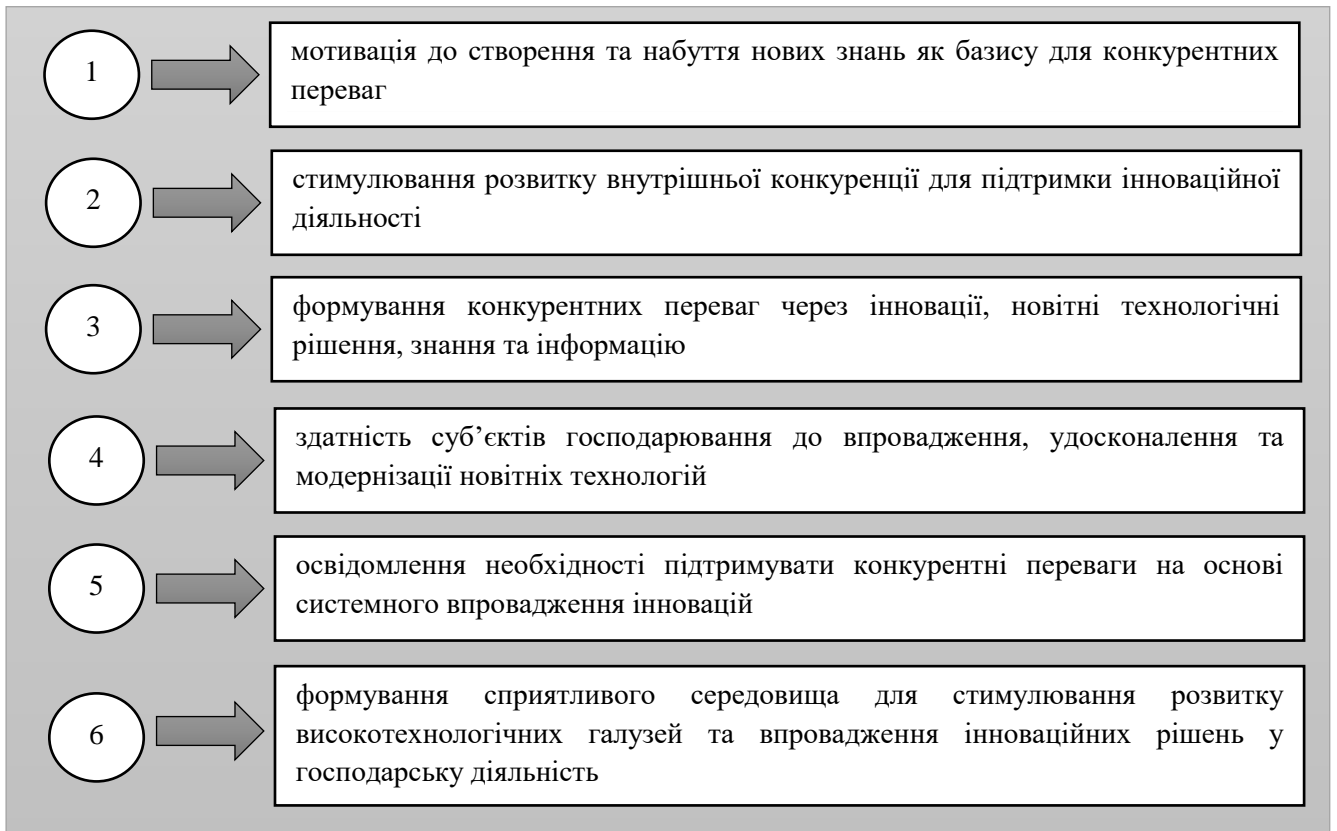 1
мотивація до створення та набуття нових знань як базису для конкурентних
переваг
2
стимулювання розвитку внутрішньої конкуренції для підтримки інноваційної
діяльності
3
формування конкурентних переваг через інновації, новітні технологічні
рішення, знання та інформацію
4
здатність суб’єктів господарювання до впровадження, удосконалення та
модернізації новітніх технологій
5
освідомлення необхідності підтримувати конкурентні переваги на основі
системного впровадження інновацій
6
формування сприятливого середовища для стимулювання розвитку
високотехнологічних галузей та впровадження інноваційних рішень у
господарську діяльність